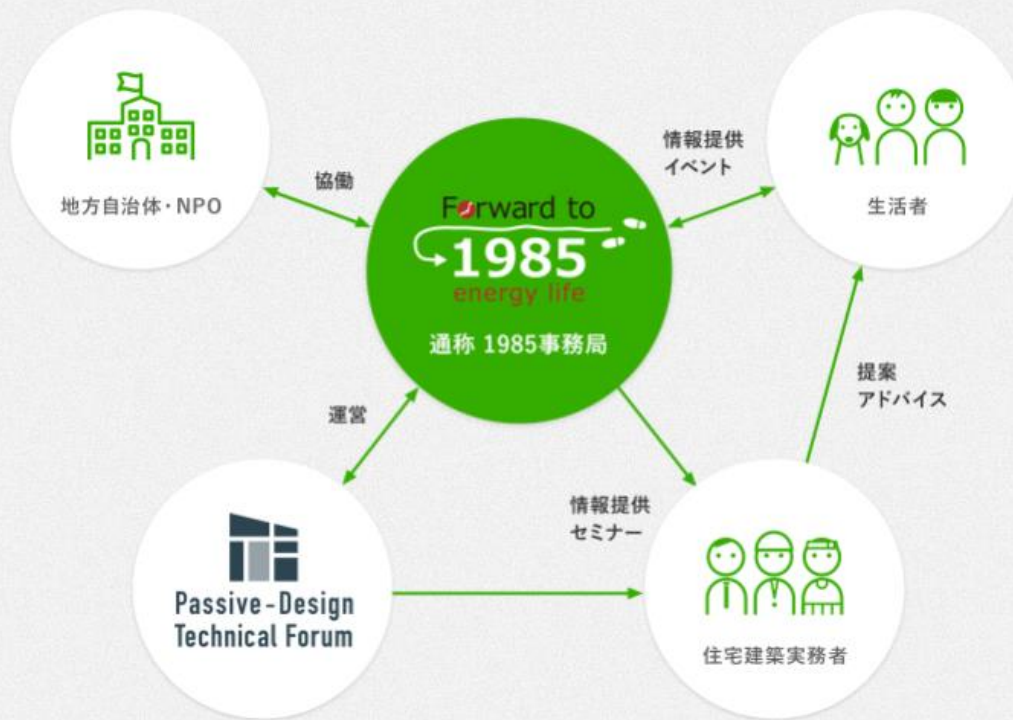 地方自治体・NPO
協働
Forward to
1985
energy life
通称 1985事務局
情報提供
イベント
生活者
提案
アドバイス
運営
情報提供
セミナー
Passive-Design
Technical Forum
住宅建築実務者